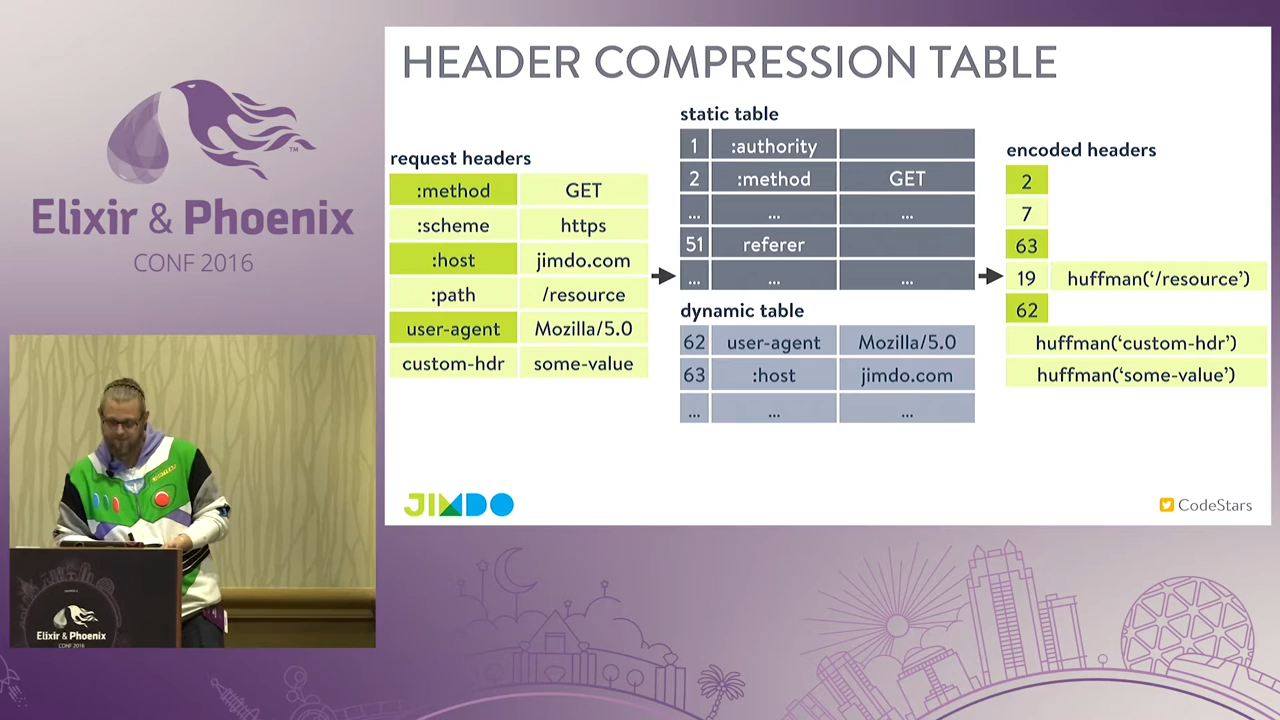 Elixir & Phoenix
CONF 2016
TM
HEADER COMPRESSION TABLE
request headers
:method GET
:scheme https
:host jimdo.com
:path /resource
user-agent Mozilla/5.0
custom-hdr some-value
static table
1 :authority
2 :method GET
... ... ...
51 referer
... ... ...
dynamic table
62 user-agent Mozilla/5.0
63 :host jimdo.com
... ... ...
encoded headers
2
7
63
19 huffman(‘/resource’)
62
huffman(‘custom-hdr’)
huffman(‘some-value’)
JIMDO
CodeStars
Elixir & Phoenix
CONF 2016